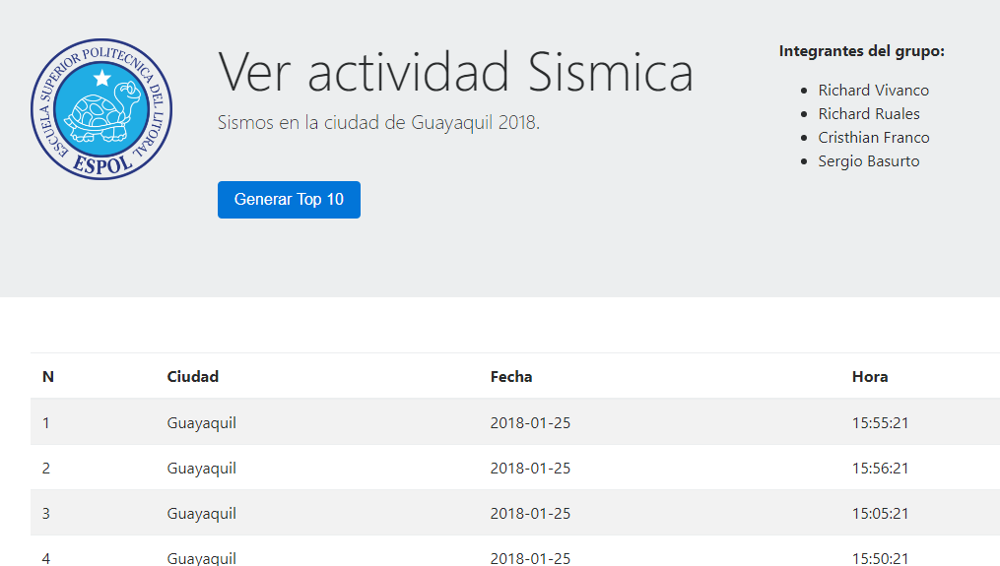 ESCUELA SUPERIOR POLITECNICA DEL LITORAL
ESPOL
Ver actividad Sismica
Sismos en la ciudad de Guayaquil 2018.
Generar Top 10
Integrantes del grupo:
Richard Vivanco
Richard Ruales
Cristhian Franco
Sergio Basurto
N Ciudad Fecha Hora
1 Guayaquil 2018-01-25 15:55:21
2 Guayaquil 2018-01-25 15:56:21
3 Guayaquil 2018-01-25 15:05:21
4 Guayaquil 2018-01-25 15:50:21